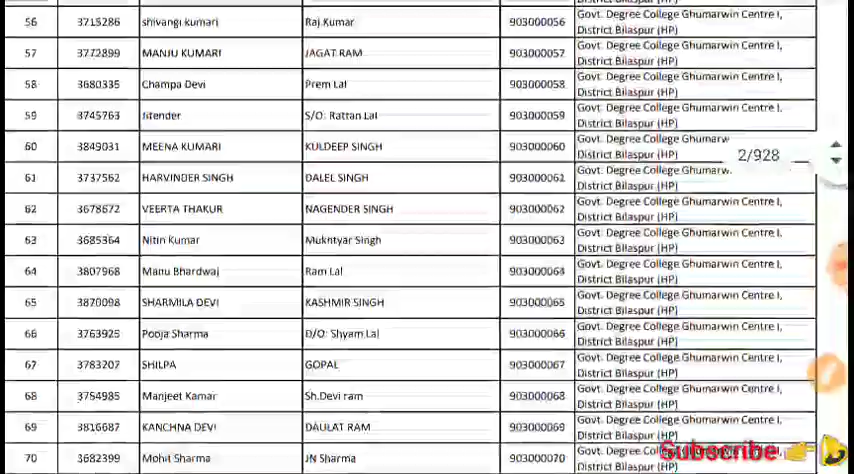 56 3715286 shivangi kumari Raj Kumar 903000056 Govt. Degree College Ghumarwin Centre I,
District Bilaspur (HP)
57 3772899 MANJU KUMARI JAGAT RAM 903000057 Govt. Degree College Ghumarwin Centre I,
District Bilaspur (HP)
58 3680335 Champa Devi Prem Lal 903000058 Govt. Degree College Ghumarwin Centre I,
District Bilaspur (HP)
59 3745763 Jitender S/O: Rattan Lal 903000059 Govt. Degree College Ghumarwin Centre I,
District Bilaspur (HP)
60 3849031 MEENA KUMARI KULDEEP SINGH 903000060 Govt. Degree College Ghumarw
District Bilaspur (HP)
2/928
61 3737562 HARVINDER SINGH DALEL SINGH 903000061 Govt. Degree College Ghumarw
District Bilaspur (HP)
62 3678672 VEERTA THAKUR NAGENDER SINGH 903000062 Govt. Degree College Ghumarwin Centre I,
District Bilaspur (HP)
63 3685364 Nitin Kumar Mukhtyar Singh 903000063 Govt. Degree College Ghumarwin Centre I,
District Bilaspur (HP)
64 3807968 Manu Bhardwaj Ram Lal 903000064 Govt. Degree College Ghumarwin Centre I,
District Bilaspur (HP)
65 3870098 SHARMILA DEVI KASHMIR SINGH 903000065 Govt. Degree College Ghumarwin Centre I,
District Bilaspur (HP)
66 3763925 Pooja Sharma D/O: Shyam Lal 903000066 Govt. Degree College Ghumarwin Centre I,
District Bilaspur (HP)
67 3783207 SHILPA GOPAL 903000067 Govt. Degree College Ghumarwin Centre I,
District Bilaspur (HP)
68 3754985 Manjeet Kamar Sh.Devi ram 903000068 Govt. Degree College Ghumarwin Centre I,
District Bilaspur (HP)
69 3816687 KANCHNA DEVI DAULAT RAM 903000069 Govt. Degree College Ghumarwin Centre I,
District Bilaspur (HP)
70 3682399 Mohit Sharma JN Sharma 903000070 Govt. Degree College
District Bilaspur (HP)
Subscribe